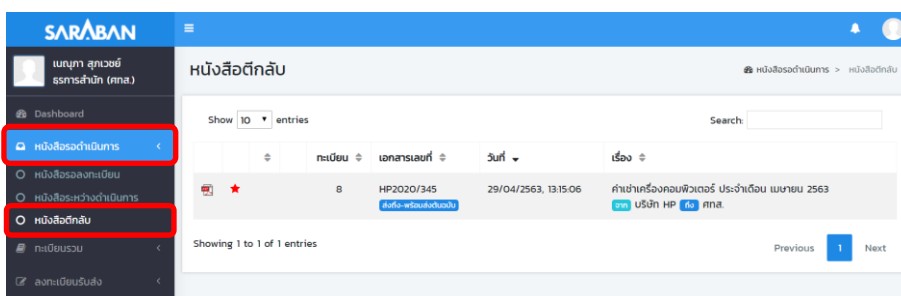 SARABAN
เนญุภา สุภเวชย์
ธุรการสำนัก (ศทส.)
หนังสือตีกลับ
หนังสือรอดำเนินการ > หนังสือตีกลับ
Dashboard
หนังสือรอดำเนินการ
หนังสือรอลงทะเบียน
หนังสือระหว่างดำเนินการ
หนังสือตีกลับ
ทะเบียนรวม
ลงทะเบียนรับส่ง
Show 10 entries
Search:
ทะเบียน เอกสารเลขที่ วันที่ เรื่อง
8 HP2020/345 29/04/2563, 13:15:06 ค่าเช่าเครื่องคอมพิวเตอร์ ประจำเดือน เมษายน 2563
ส่งถึง-พร้อมส่งต้นฉบับ จาก บริษัท HP ถึง ศทส.
Showing 1 to 1 of 1 entries
Previous 1 Next